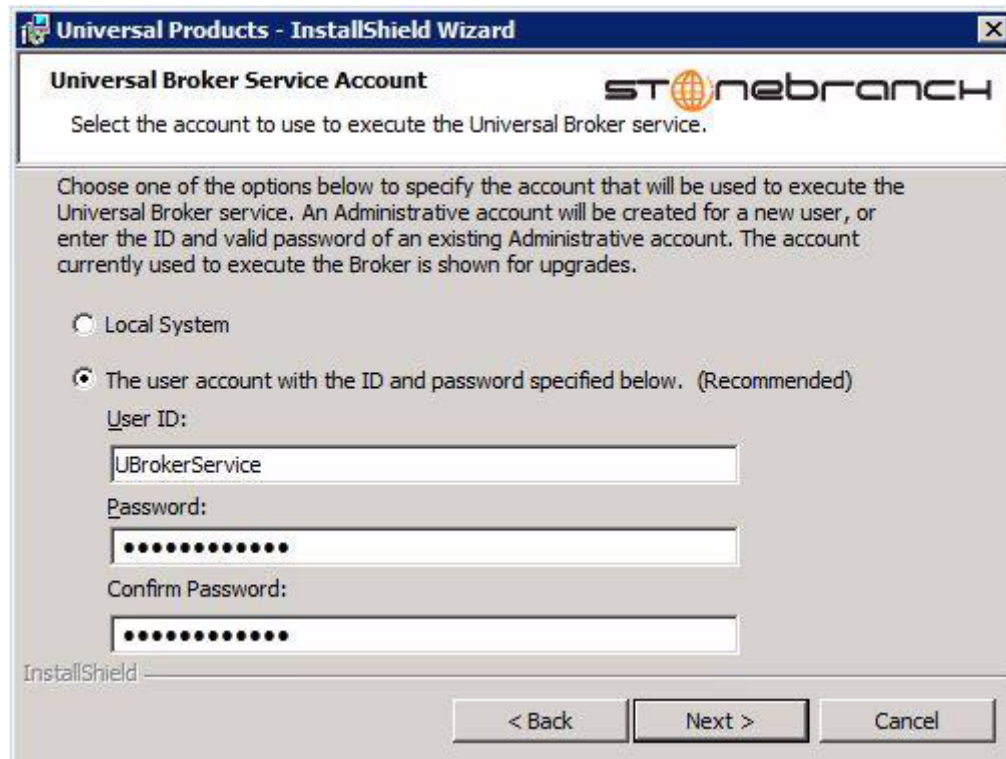 Universal Products - InstallShield Wizard
Universal Broker Service Account
STONEBRANCH
Select the account to use to execute the Universal Broker service.
Choose one of the options below to specify the account that will be used to execute the
Universal Broker service. An Administrative account will be created for a new user, or
enter the ID and valid password of an existing Administrative account. The account
currently used to execute the Broker is shown for upgrades.
Local System
The user account with the ID and password specified below. (Recommended)
User ID:
UBrokerService
Password:
••••••••••••
Confirm Password:
••••••••••••
InstallShield
< Back Next > Cancel